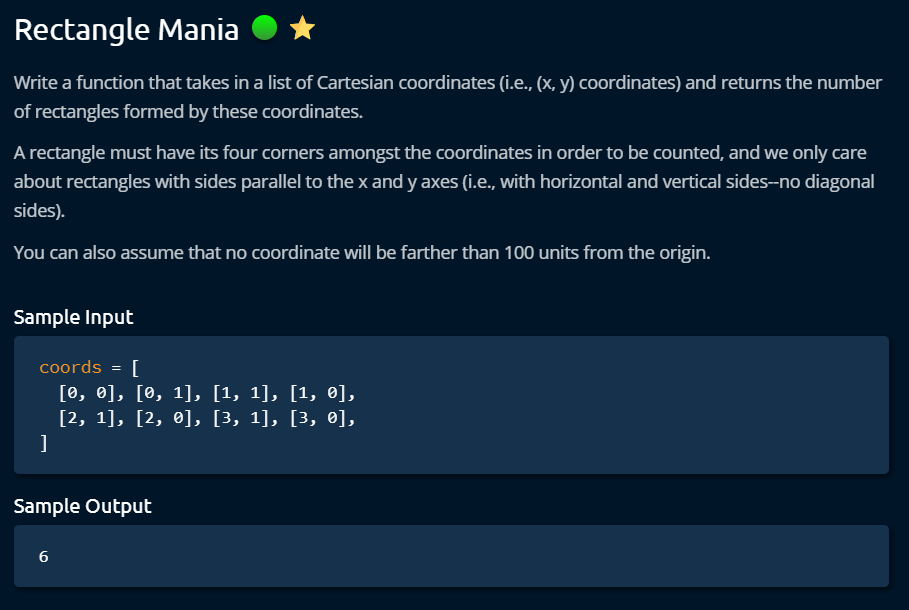 Rectangle Mania
Write a function that takes in a list of Cartesian coordinates (i.e., (x, y) coordinates) and returns the number
of rectangles formed by these coordinates.
A rectangle must have its four corners amongst the coordinates in order to be counted, and we only care
about rectangles with sides parallel to the x and y axes (i.e., with horizontal and vertical sides--no diagonal
sides).
You can also assume that no coordinate will be farther than 100 units from the origin.
Sample Input
coords = [
  [0, 0], [0, 1], [1, 1], [1, 0],
  [2, 1], [2, 0], [3, 1], [3, 0],
]
Sample Output
6